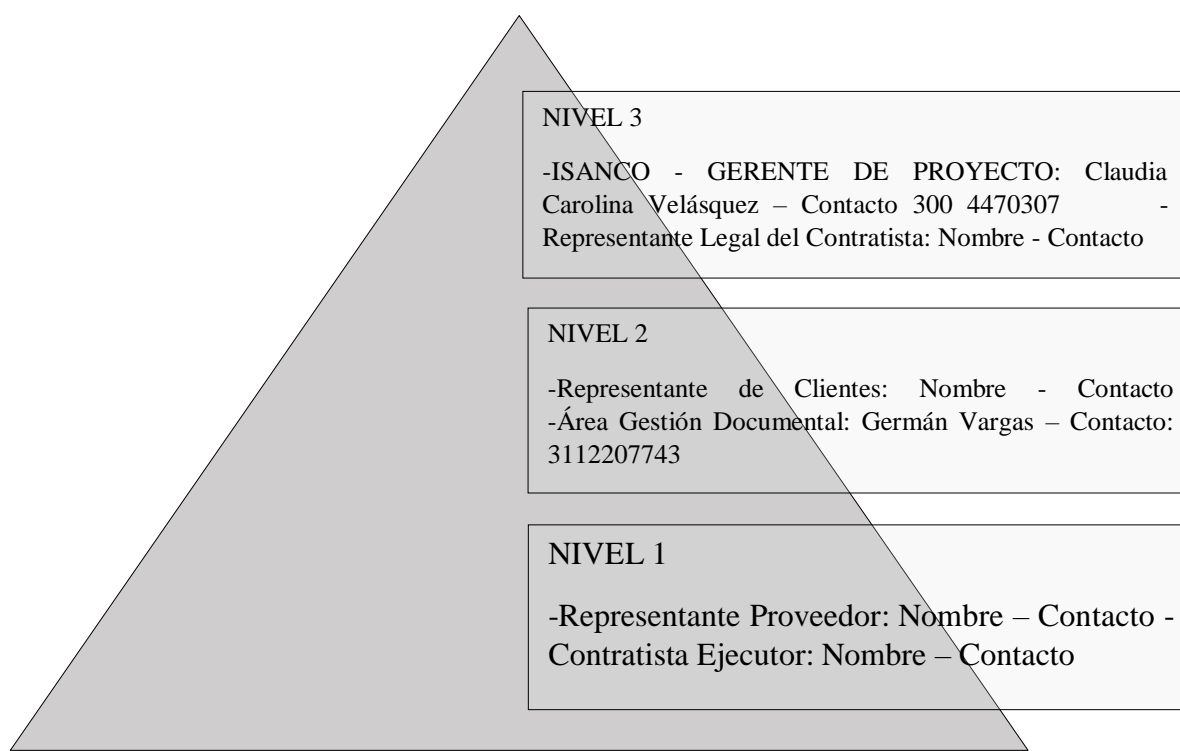 NIVEL 3
-ISANCO - GERENTE DE PROYECTO: Claudia
Carolina Velásquez – Contacto 300 4470307 -
Representante Legal del Contratista: Nombre - Contacto
NIVEL 2
-Representante de Clientes: Nombre - Contacto
-Área Gestión Documental: Germán Vargas – Contacto:
3112207743
NIVEL 1
-Representante Proveedor: Nombre – Contacto -
Contratista Ejecutor: Nombre – Contacto